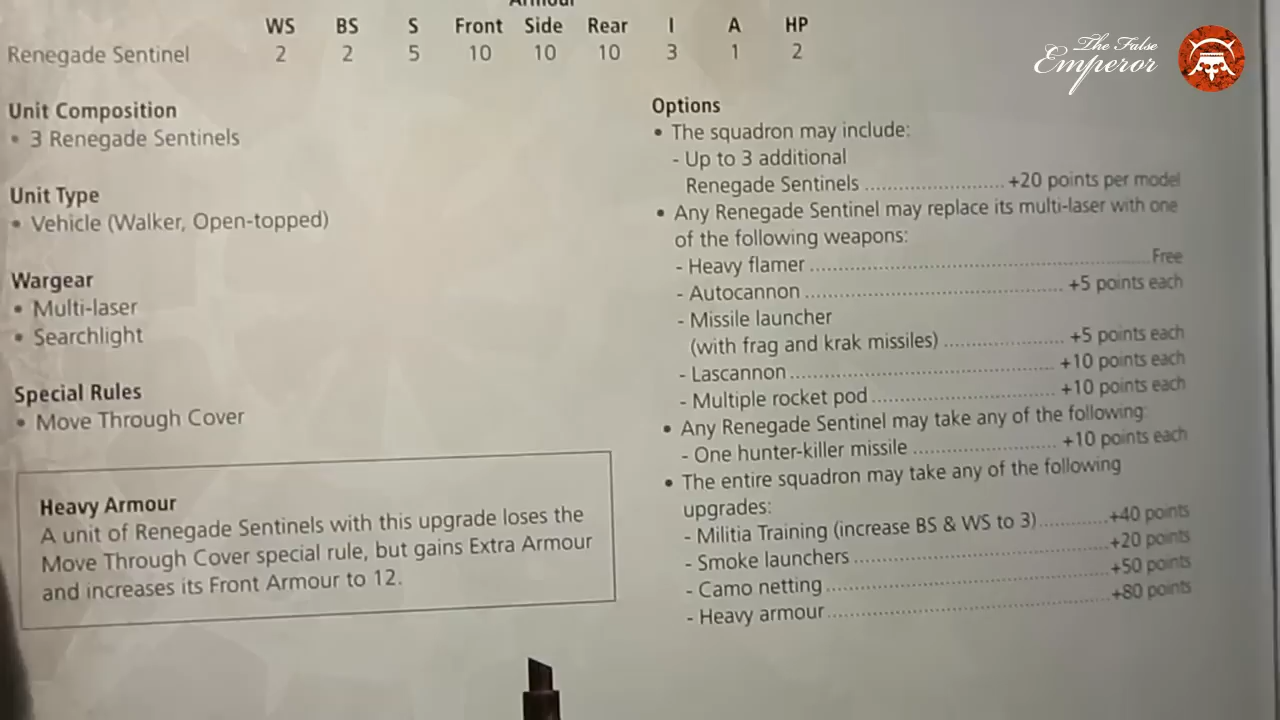 Armour
WS BS S Front Side Rear I A HP
Renegade Sentinel 2 2 5 10 10 10 3 1 2
The False
Emperor
Unit Composition
• 3 Renegade Sentinels
Unit Type
• Vehicle (Walker, Open-topped)
Wargear
• Multi-laser
• Searchlight
Special Rules
• Move Through Cover
Heavy Armour
A unit of Renegade Sentinels with this upgrade loses the
Move Through Cover special rule, but gains Extra Armour
and increases its Front Armour to 12.
Options
• The squadron may include:
- Up to 3 additional
Renegade Sentinels ........................ +20 points per model
• Any Renegade Sentinel may replace its multi-laser with one
of the following weapons:
- Heavy flamer ........................ Free
- Autocannon ........................ +5 points each
- Missile launcher
(with frag and krak missiles) ........................ +5 points each
- Lascannon ........................ +10 points each
- Multiple rocket pod ........................ +10 points each
• Any Renegade Sentinel may take any of the following:
- One hunter-killer missile ........................ +10 points each
• The entire squadron may take any of the following
upgrades:
- Militia Training (increase BS & WS to 3) ............ +40 points
- Smoke launchers ........................ +20 points
- Camo netting ........................ +50 points
- Heavy armour ........................ +80 points